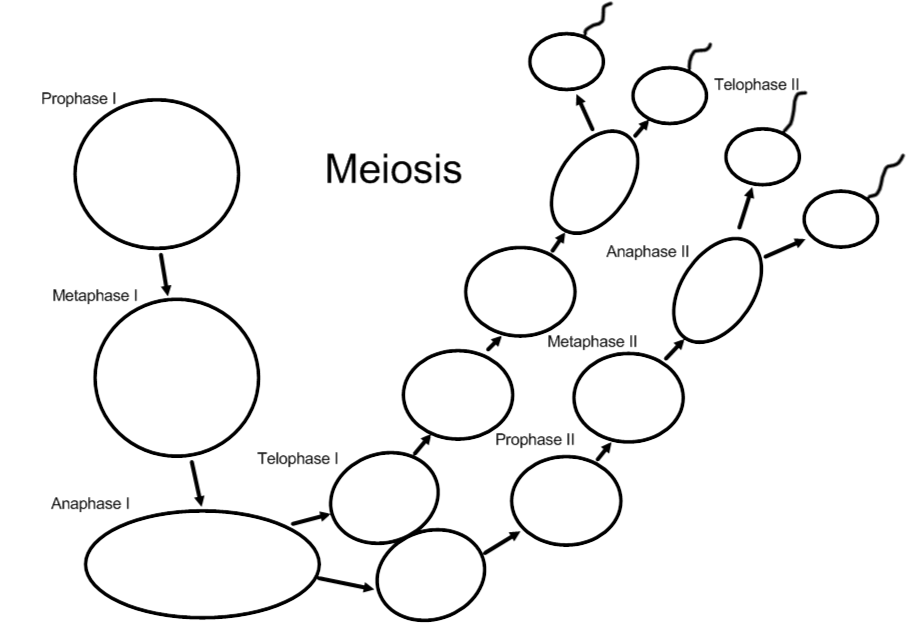 Prophase I
Meiosis
Telophase II
Metaphase I
Anaphase II
Metaphase II
Prophase II
Telophase I
Anaphase I